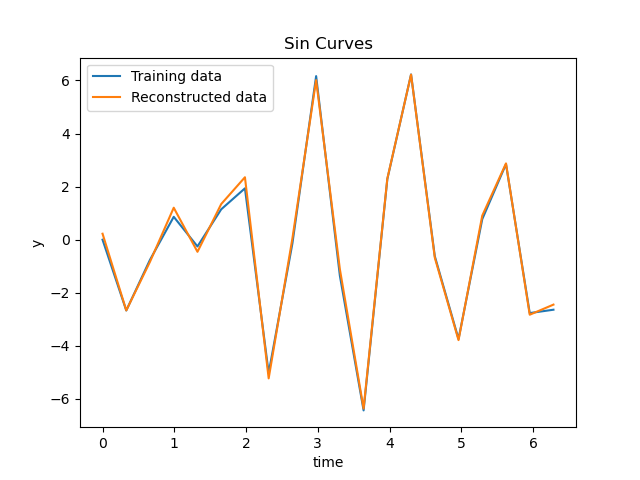 Sin Curves
Training data
Reconstructed data
6
4
2
0
−2
−4
−6
y
0 1 2 3 4 5 6
time